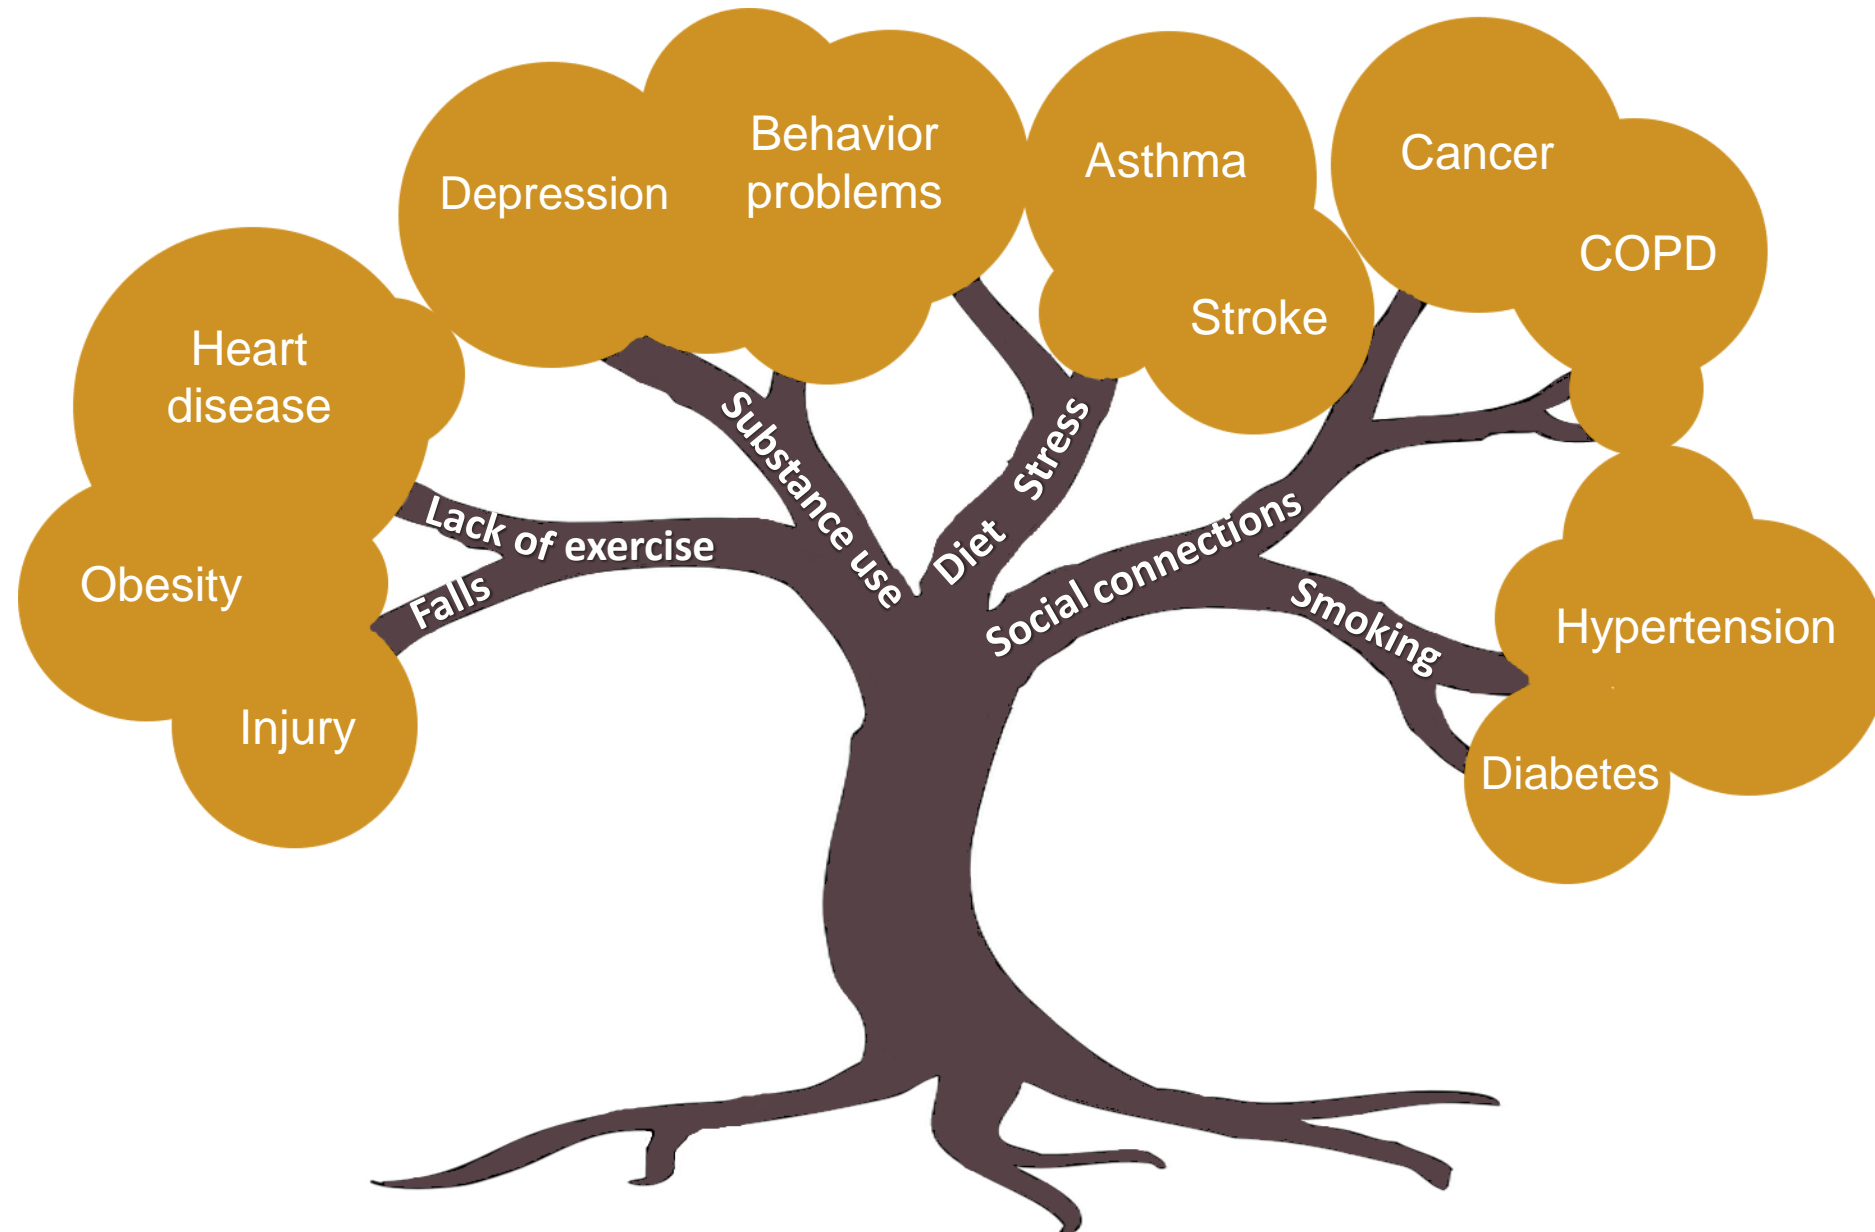 Behavior
problems
Depression
Asthma
Cancer
COPD
Stroke
Heart
disease
Obesity
Injury
Hypertension
Diabetes
Lack of exercise
Falls
Substance use
Diet
Stress
Social connections
Smoking